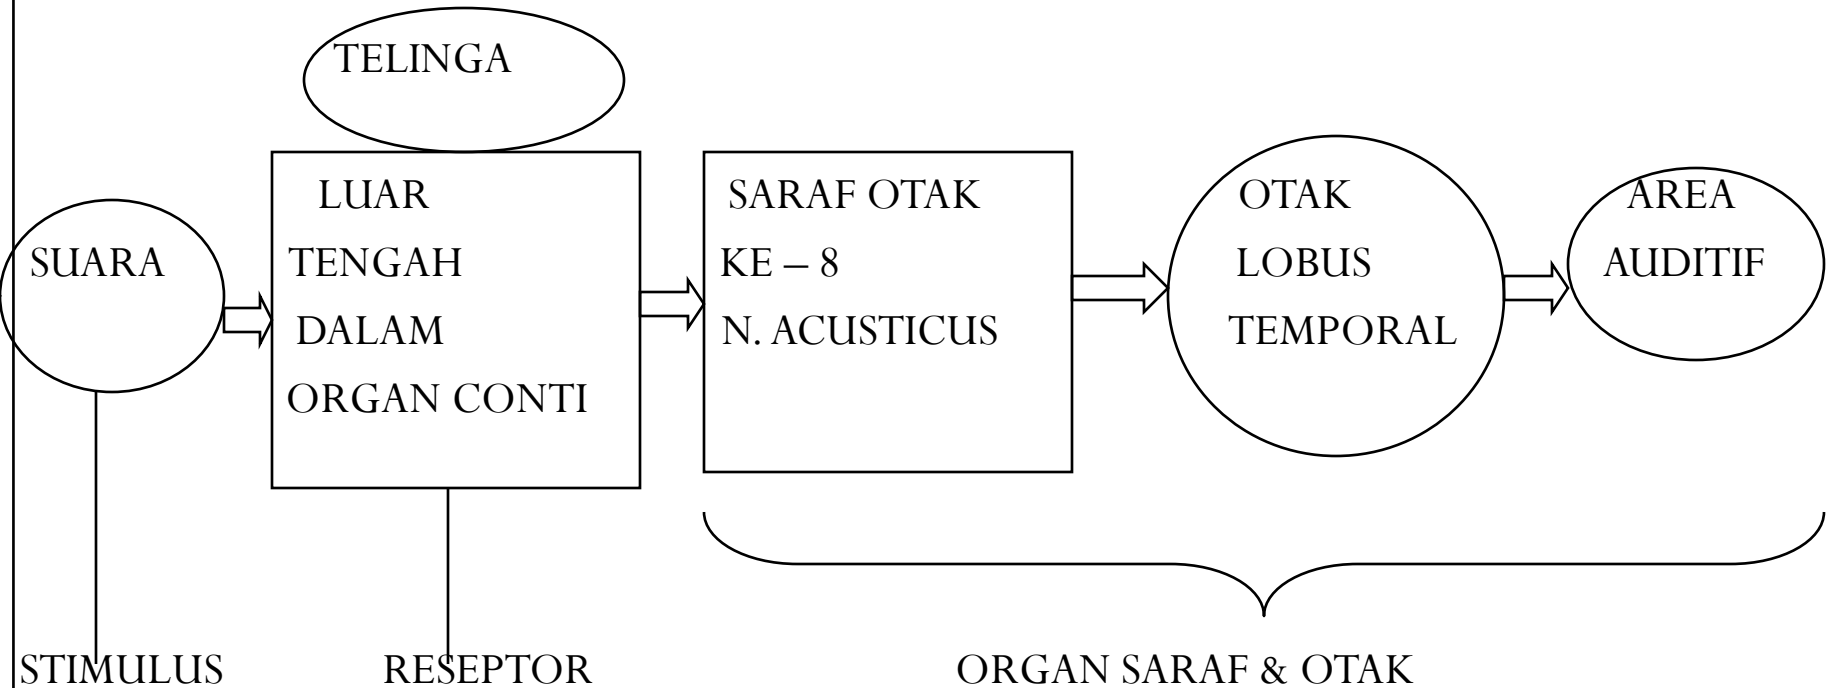 TELINGA
SUARA
LUAR
TENGAH
DALAM
ORGAN CONTI
SARAF OTAK
KE – 8
N. ACUSTICUS
OTAK
LOBUS
TEMPORAL
AREA
AUDITIF
STIMULUS
RESEPTOR
ORGAN SARAF & OTAK